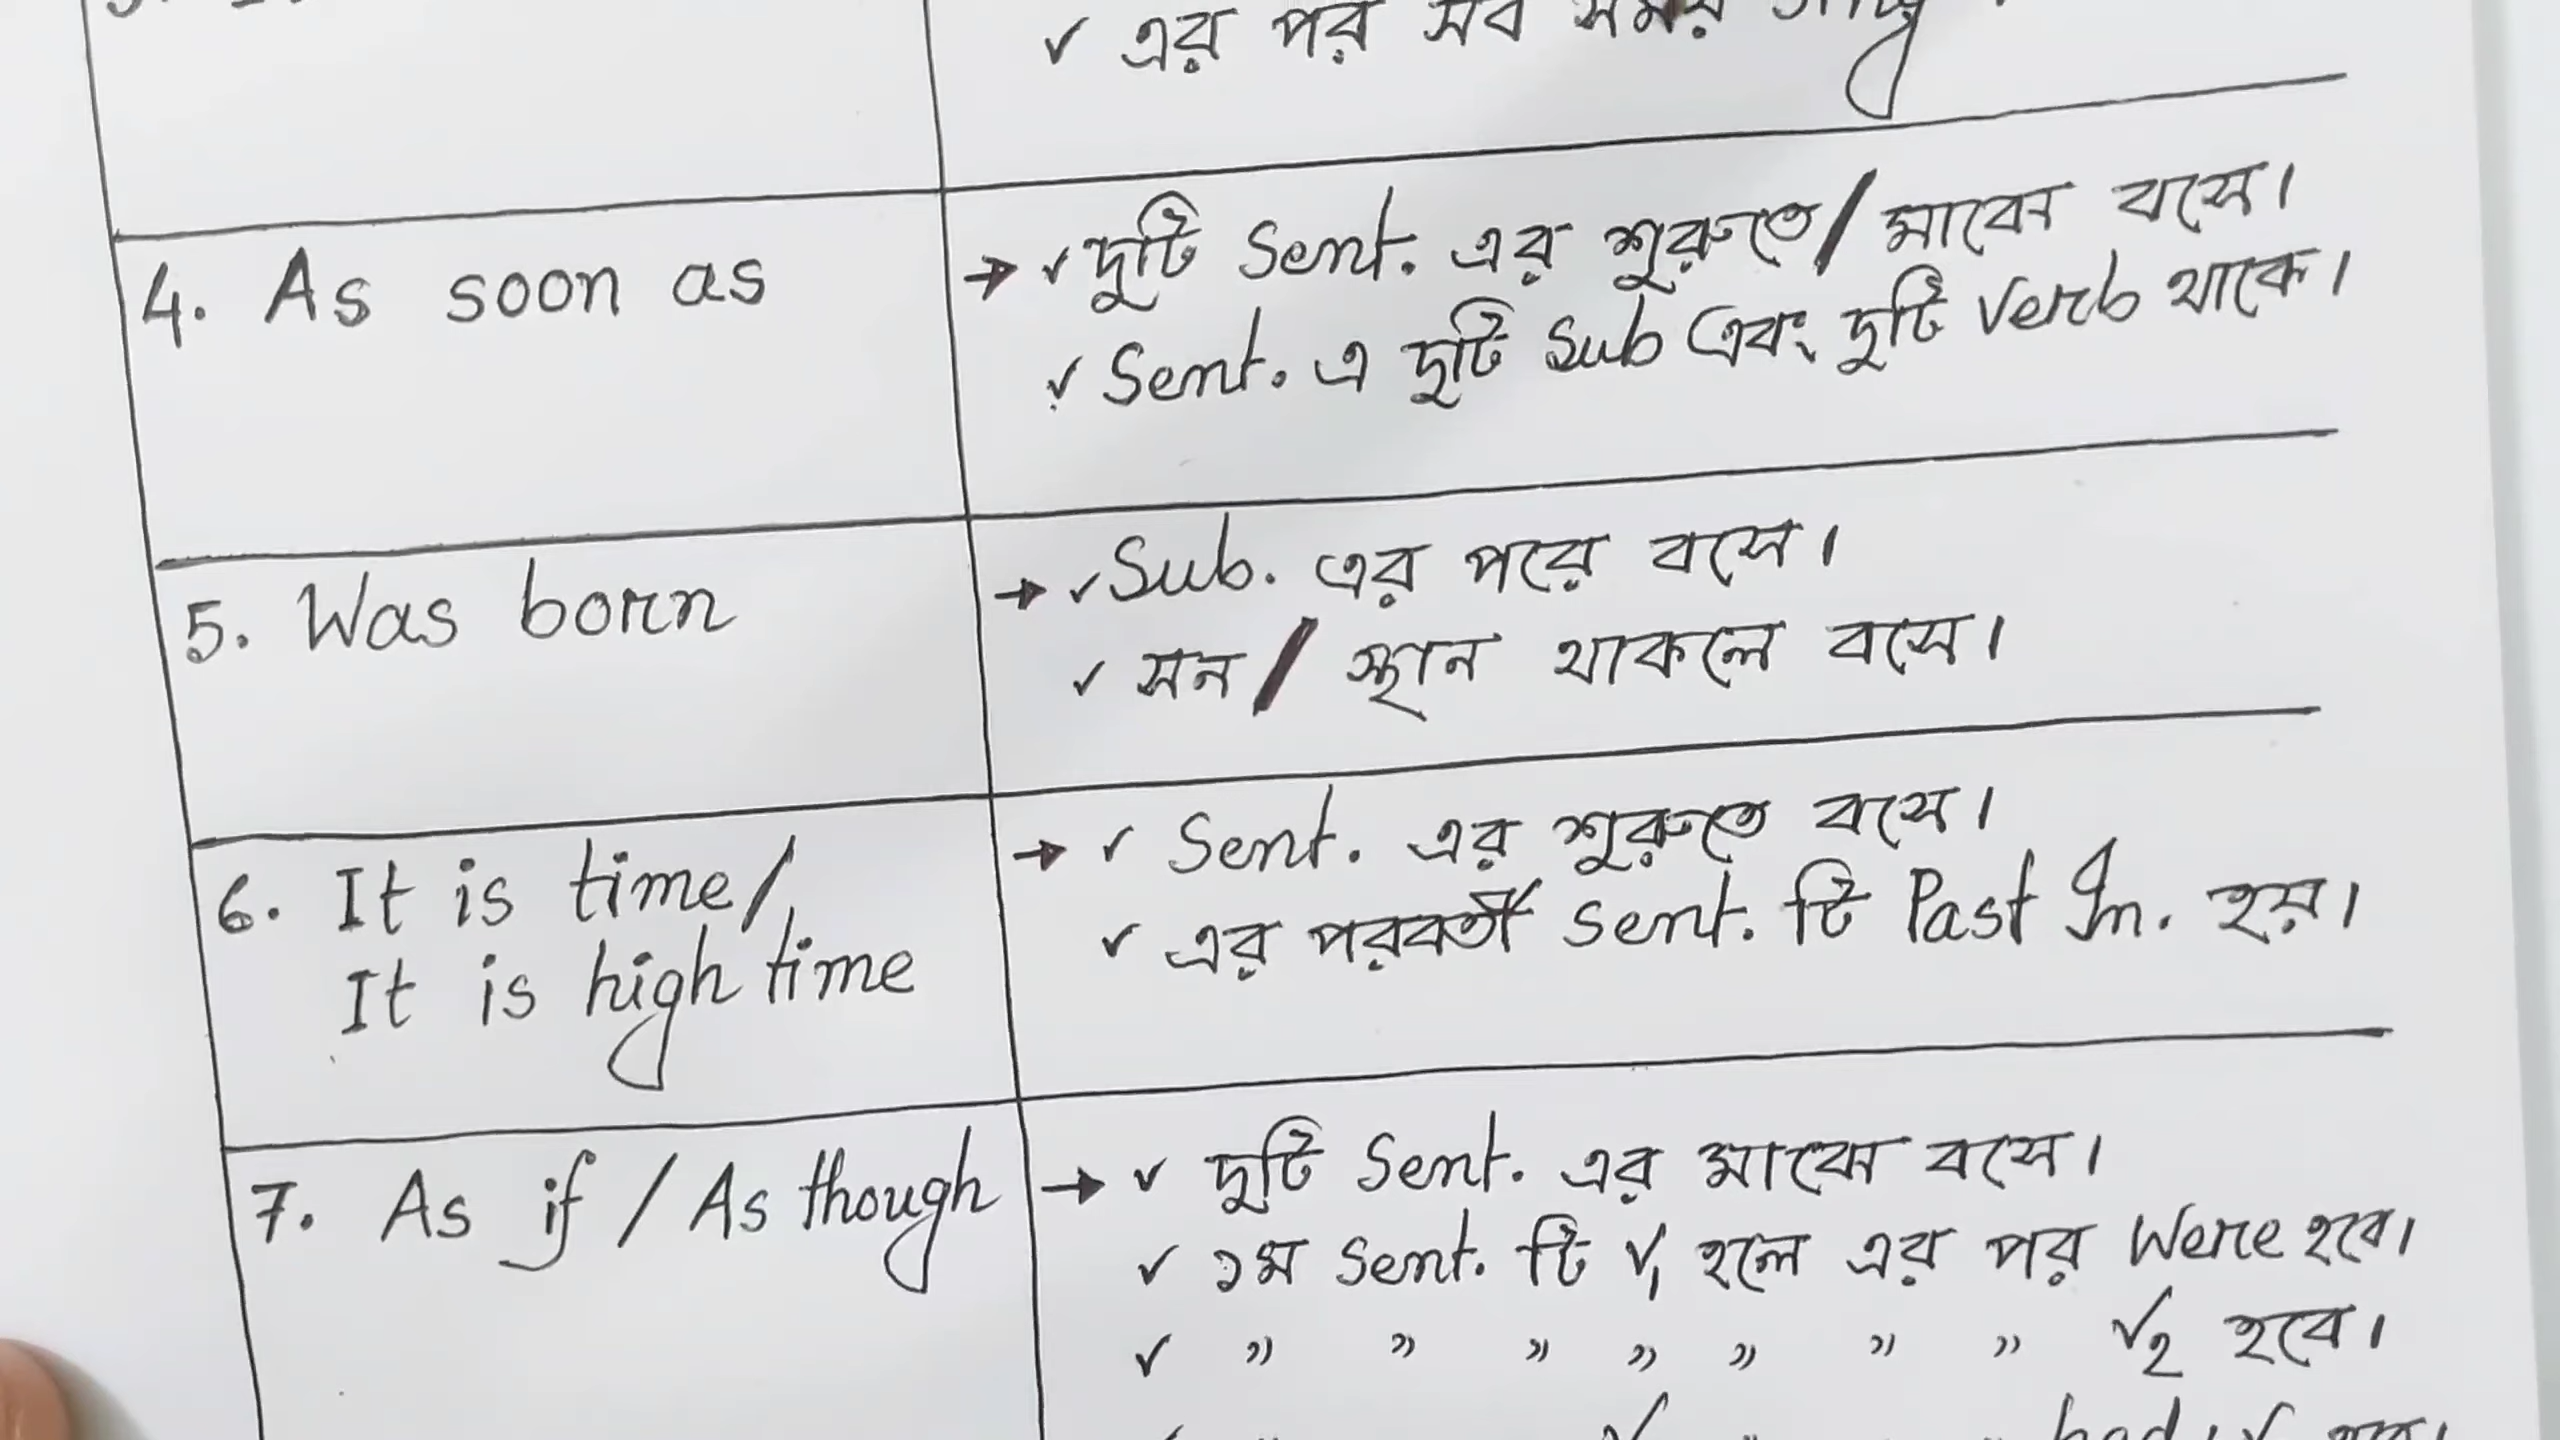 ✓ এর পর সব সময়
4. As soon as
→ ✓ দুটি Sent. এর শুরুতে/ মাঝে বসে।
✓ Sent. এ দুটি Sub এবং দুটি Verb থাকে।
5. Was born
→ ✓ Sub. এর পরে বসে।
✓ সন/ স্থান থাকলে বসে।
6. It is time/
It is high time
→ ✓ Sent. এর শুরুতে বসে।
✓ এর পরবর্তী Sent. টি Past In. হয়।
7. As if / As though
→ ✓ দুটি Sent. এর মাঝে বসে।
✓ ১ম Sent. টি V1 হলে এর পর Were হবে।
✓ " " " " " " " V2 হবে।